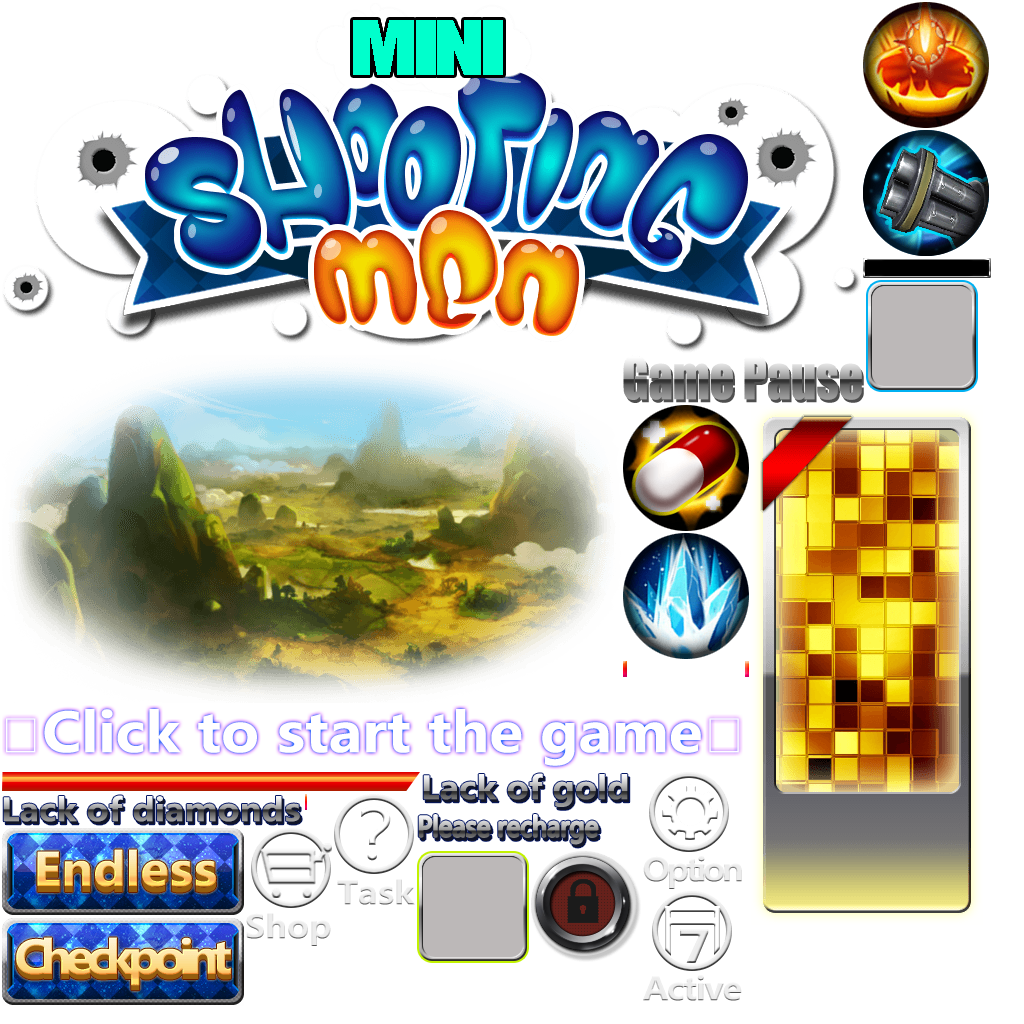 MINI
SHOOTING
men
Game Pause
Click to start the game
Lack of gold
Lack of diamonds
Please recharge
Endless
Task
Option
Shop
7
Checkpoint
Active